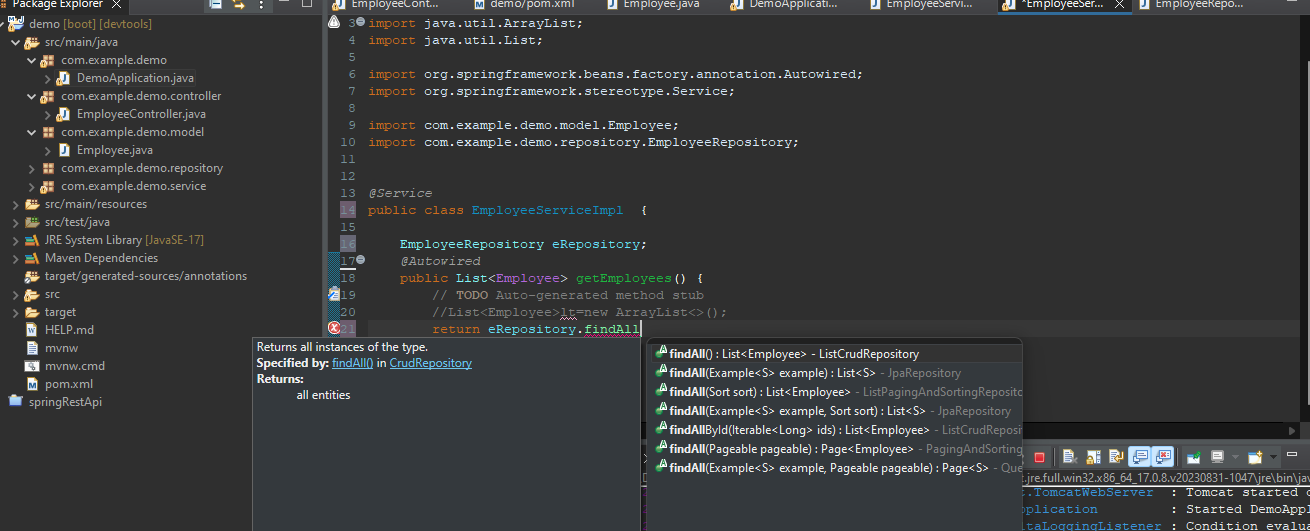 Package Explorer
EmployeeCont...
demo/pom.xml
Employee.java
DemoApplication...
EmployeeServi...
*EmployeeSer...
EmployeeRepo...
demo [boot] [devtools]
src/main/java
com.example.demo
DemoApplication.java
com.example.demo.controller
EmployeeController.java
com.example.demo.model
Employee.java
com.example.demo.repository
com.example.demo.service
src/main/resources
src/test/java
JRE System Library [JavaSE-17]
Maven Dependencies
target/generated-sources/annotations
src
target
HELP.md
mvnw
mvnw.cmd
pom.xml
springRestApi
3 import java.util.ArrayList;
4 import java.util.List;
5
6 import org.springframework.beans.factory.annotation.Autowired;
7 import org.springframework.stereotype.Service;
8
9 import com.example.demo.model.Employee;
10 import com.example.demo.repository.EmployeeRepository;
11
12
13 @Service
14 public class EmployeeServiceImpl {
15
16 EmployeeRepository eRepository;
17 @Autowired
18 public List<Employee> getEmployees() {
19 // TODO Auto-generated method stub
20 //List<Employee>lt=new ArrayList<>();
21 return eRepository.findAll
Returns all instances of the type.
Specified by: findAll() in CrudRepository
Returns:
all entities
findAll() : List<Employee> - ListCrudRepository
findAll(Example<S> example) : List<S> - JpaRepository
findAll(Sort sort) : List<Employee> - ListPagingAndSortingReposito
findAll(Example<S> example, Sort sort) : List<S> - JpaRepository
findAllById(Iterable<Long> ids) : List<Employee> - ListCrudReposi
findAll(Pageable pageable) : Page<Employee> - PagingAndSorting
findAll(Example<S> example, Pageable pageable) : Page<S> - Que
.jre.full.win32.x86_64_17.0.8.v20230831-1047\jre\bin\jav
t.TomcatWebServer : Tomcat started o
pplication : Started DemoAppl
ltaLoggingListener : Condition evalua